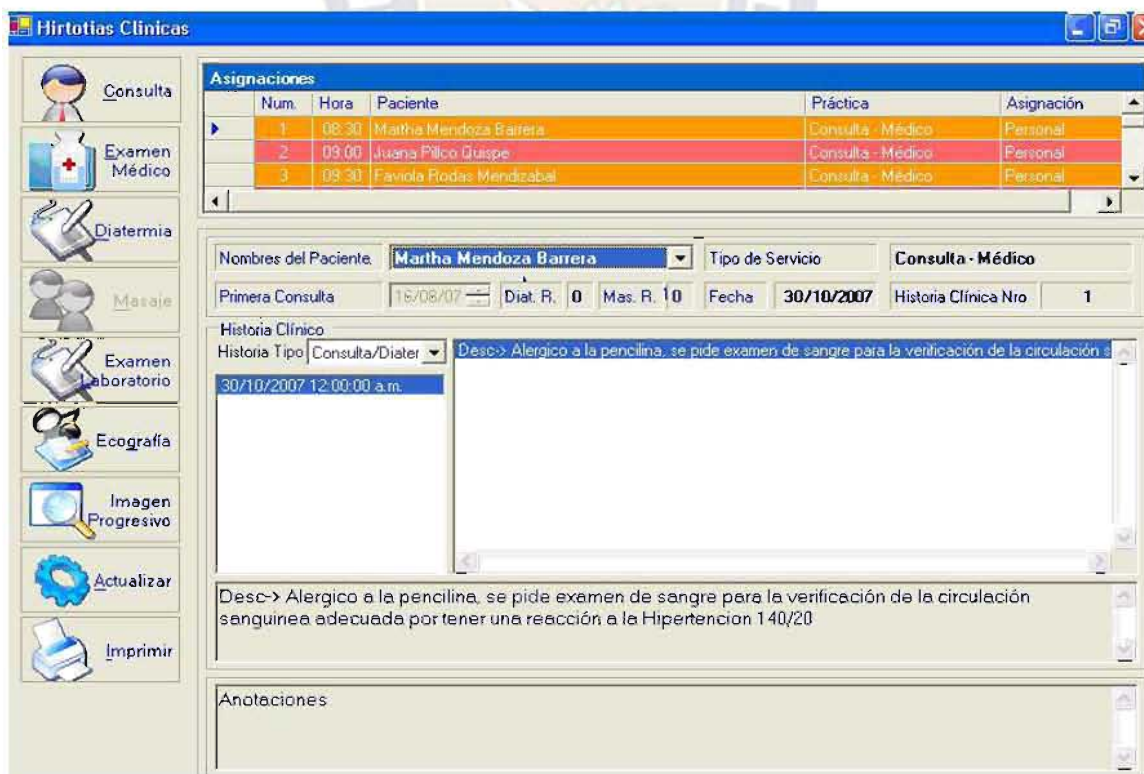 Hirtotias Clinicas
Consulta
Examen Médico
Diatermia
Masaje
Examen Laboratorio
Ecografía
Imagen Progresivo
Actualizar
Imprimir
Asignaciones
Num. Hora Paciente Práctica Asignación
1 08:30 Martha Mendoza Barrera Consulta - Médico Personal
2 09:00 Juana Pillco Quispe Consulta - Médico Personal
3 09:30 Faviola Rodas Mendizabal Consulta - Médico Personal
Nombres del Paciente Martha Mendoza Barrera Tipo de Servicio Consulta - Médico
Primera Consulta 16/08/07 Diat. R. 0 Mas. R. 10 Fecha 30/10/2007 Historia Clínica Nro 1
Historia Clínico
Historia Tipo Consulta/Diater
Desc-> Alergico a la pencilina, se pide examen de sangre para la verificación de la circulación s
30/10/2007 12:00:00 a.m.
Desc-> Alergico a la pencilina, se pide examen de sangre para la verificación de la circulación
sanguinea adecuada por tener una reacción a la Hipertencion 140/20
Anotaciones